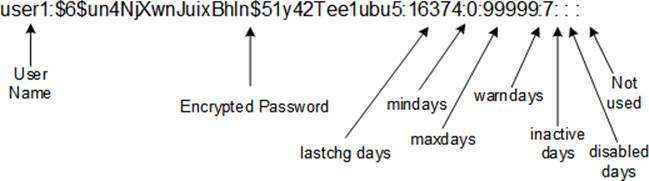 user1:$6$un4NjXwnJuixBhln$51y42Tee1ubu5:16374:0:99999:7: : :
User
Name
Encrypted Password
lastchg days
mindays
maxdays
warndays
inactive
days
disabled
days
Not
used